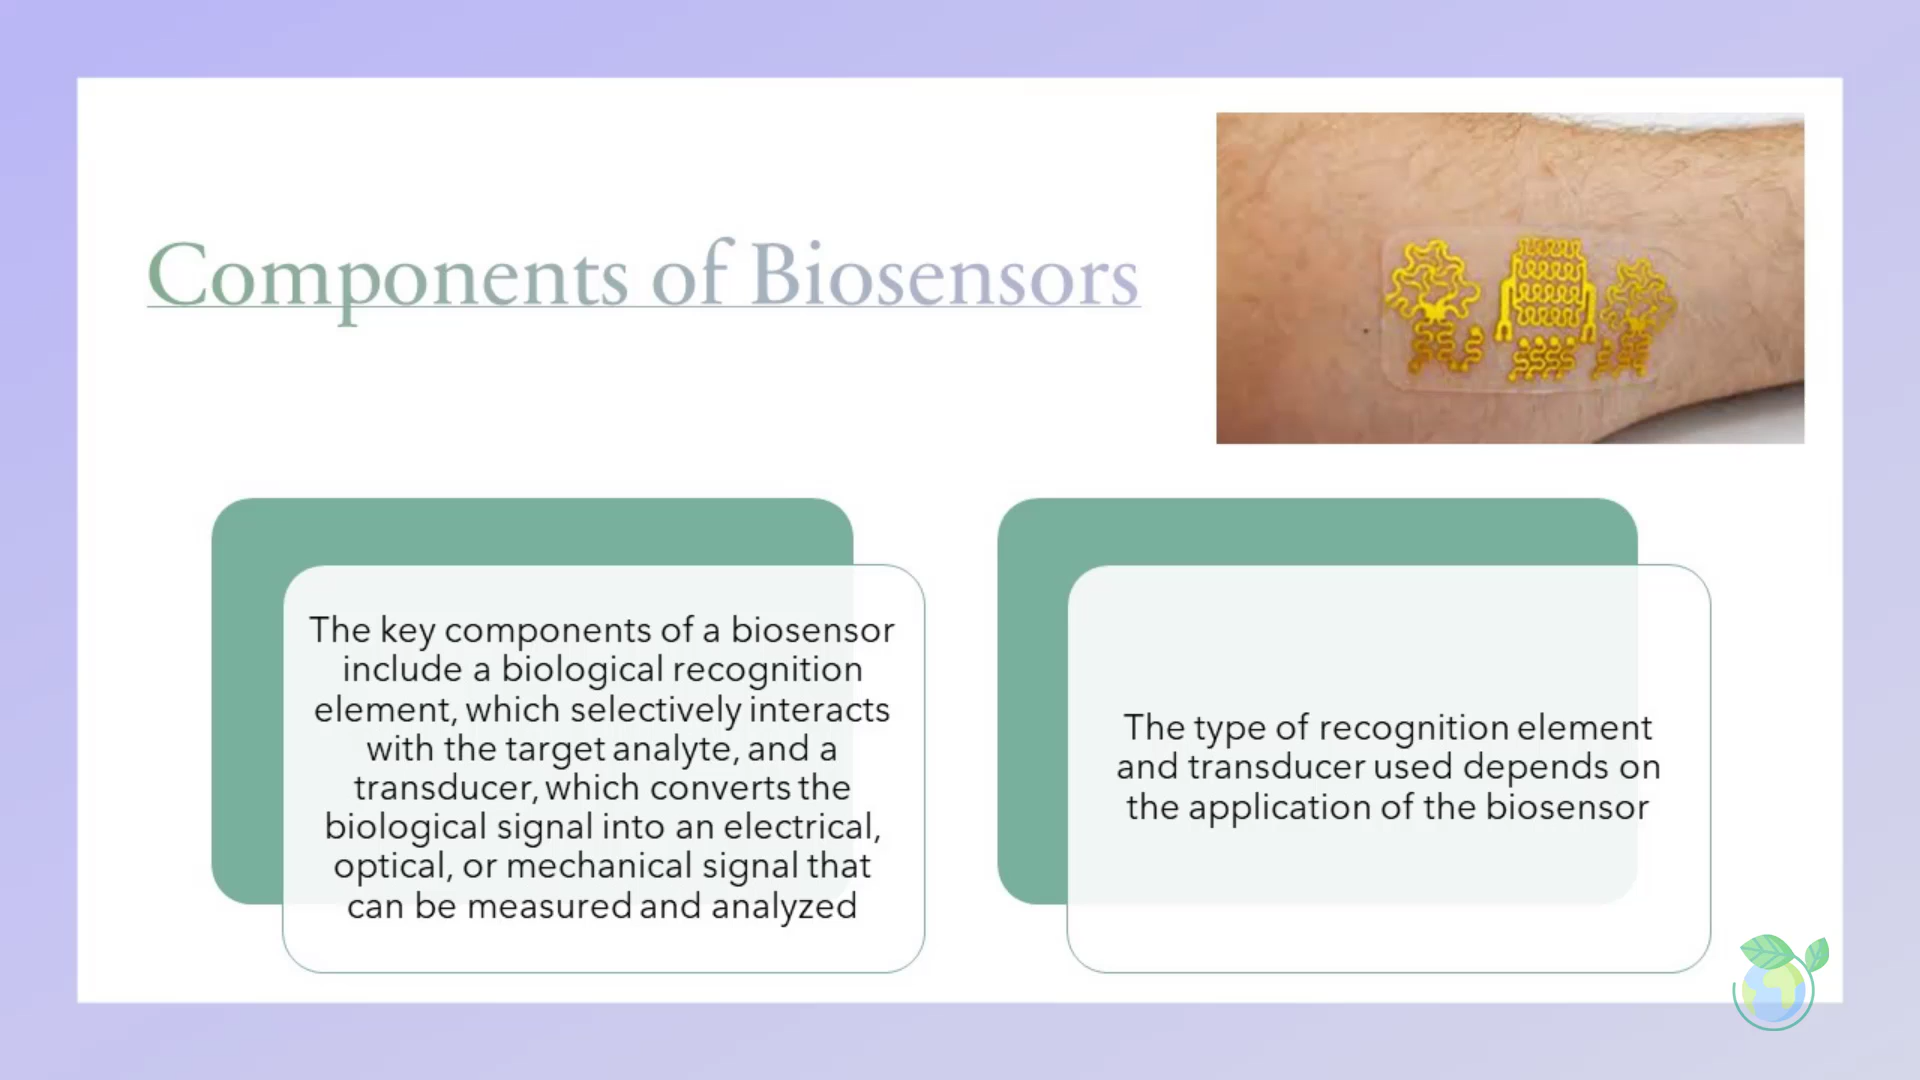 Components of Biosensors
The key components of a biosensor
include a biological recognition
element, which selectively interacts
with the target analyte, and a
transducer, which converts the
biological signal into an electrical,
optical, or mechanical signal that
can be measured and analyzed
The type of recognition element
and transducer used depends on
the application of the biosensor